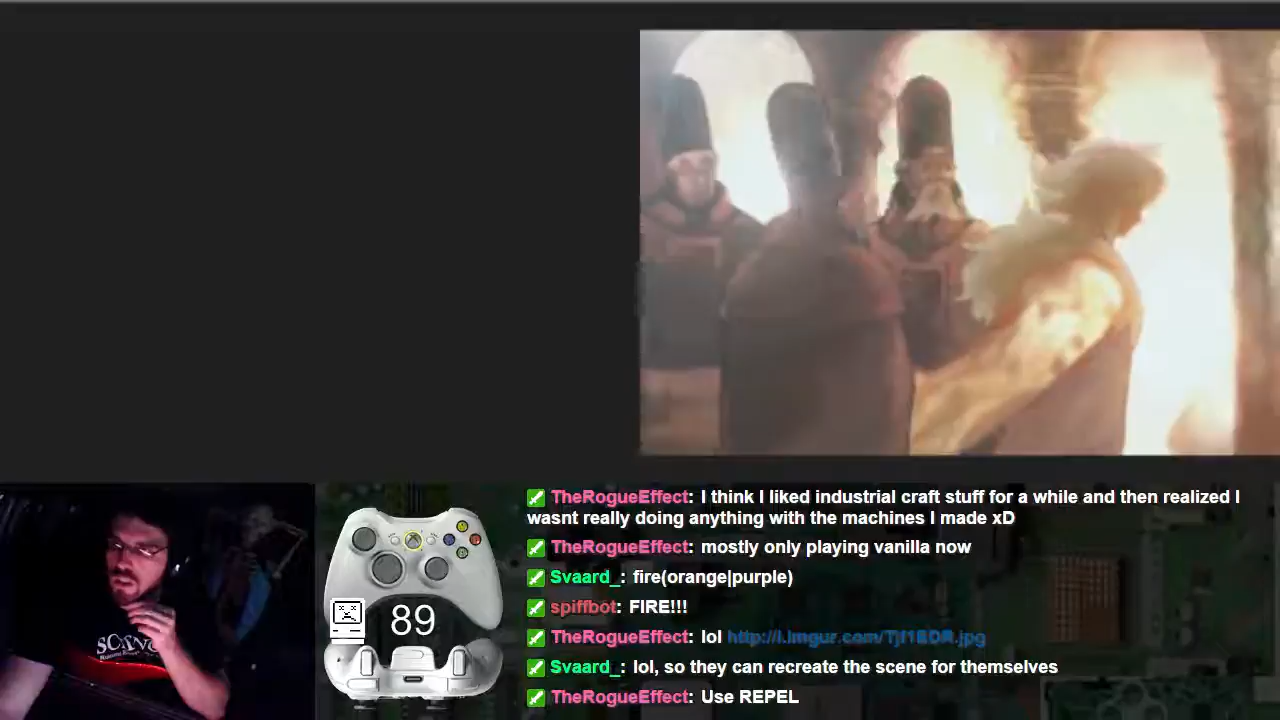 TheRogueEffect: I think I liked industrial craft stuff for a while and then realized I
wasnt really doing anything with the machines I made xD
TheRogueEffect: mostly only playing vanilla now
Svaard_: fire(orange|purple)
spiffbot: FIRE!!!
TheRogueEffect: lol
Svaard_: lol, so they can recreate the scene for themselves
TheRogueEffect: Use REPEL
89